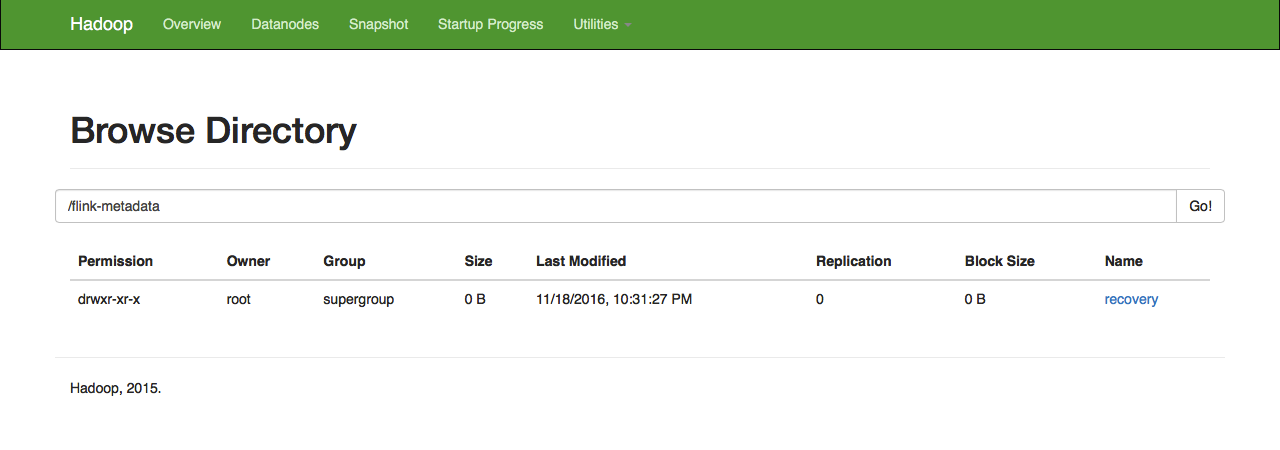 Hadoop Overview Datanodes Snapshot Startup Progress Utilities
Browse Directory
/flink-metadata Go!
Permission Owner Group Size Last Modified Replication Block Size Name
drwxr-xr-x root supergroup 0 B 11/18/2016, 10:31:27 PM 0 0 B recovery
Hadoop, 2015.